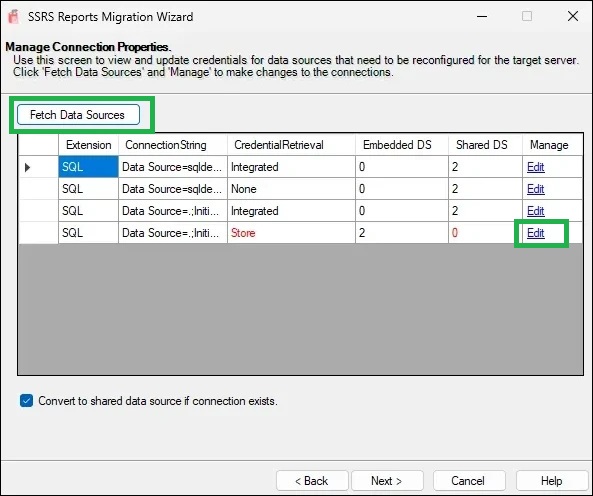 SSRS Reports Migration Wizard
Manage Connection Properties.
Use this screen to view and update credentials for data sources that need to be reconfigured for the target server.
Click 'Fetch Data Sources' and 'Manage' to make changes to the connections.
Fetch Data Sources
Extension ConnectionString CredentialRetrieval Embedded DS Shared DS Manage
SQL Data Source=sqlde... Integrated 0 2 Edit
SQL Data Source=sqlde... None 0 2 Edit
SQL Data Source=.;Initi... Integrated 0 2 Edit
SQL Data Source=.;Initi... Store 2 0 Edit
Convert to shared data source if connection exists.
< Back Next > Cancel Help